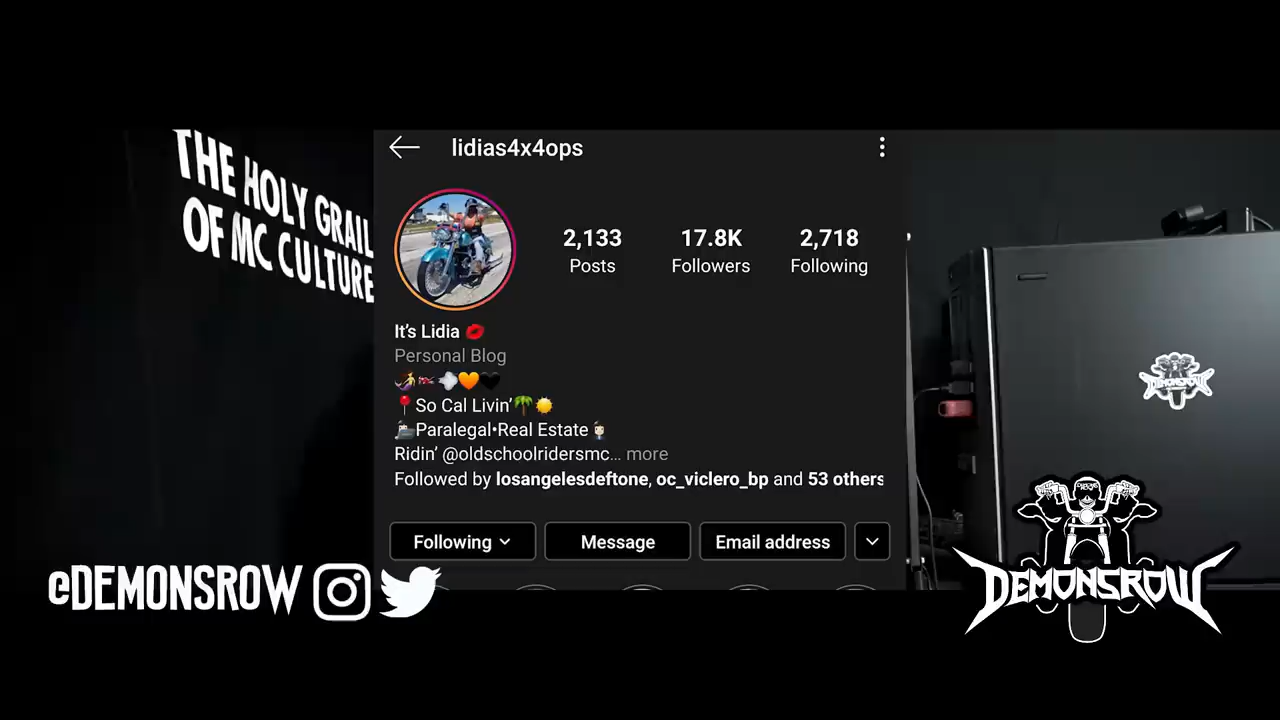 THE HOLY GRAIL
OF MC CULTURE
lidias4x4ops
2,133
Posts
17.8K
Followers
2,718
Following
It's Lidia 💋
Personal Blog
📍So Cal Livin'🌴☀️
Paralegal•Real Estate
Ridin' @oldschoolridersmc... more
Followed by losangelesdeftone, oc_viclero_bp and 53 others
Following
Message
Email address
DEMONSROW
@DEMONSROW
DEMONSROW